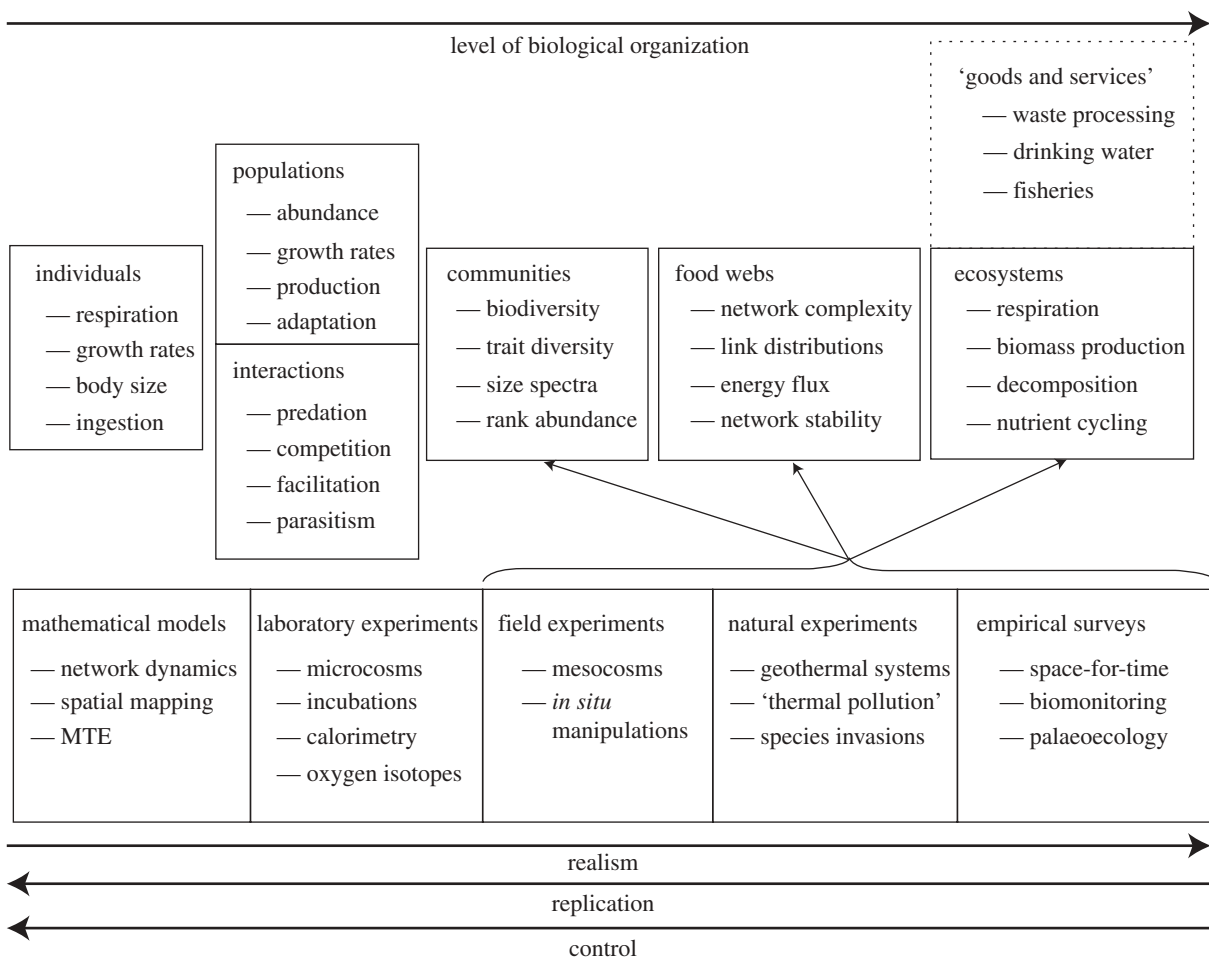 level of biological organization
‘goods and services’
— waste processing
— drinking water
— fisheries
populations
— abundance
— growth rates
— production
— adaptation
individuals
— respiration
— growth rates
— body size
— ingestion
interactions
— predation
— competition
— facilitation
— parasitism
communities
— biodiversity
— trait diversity
— size spectra
— rank abundance
food webs
— network complexity
— link distributions
— energy flux
— network stability
ecosystems
— respiration
— biomass production
— decomposition
— nutrient cycling
mathematical models
— network dynamics
— spatial mapping
— MTE
laboratory experiments
— microcosms
— incubations
— calorimetry
— oxygen isotopes
field experiments
— mesocosms
— in situ
manipulations
natural experiments
— geothermal systems
— ‘thermal pollution’
— species invasions
empirical surveys
— space-for-time
— biomonitoring
— palaeoecology
realism
replication
control